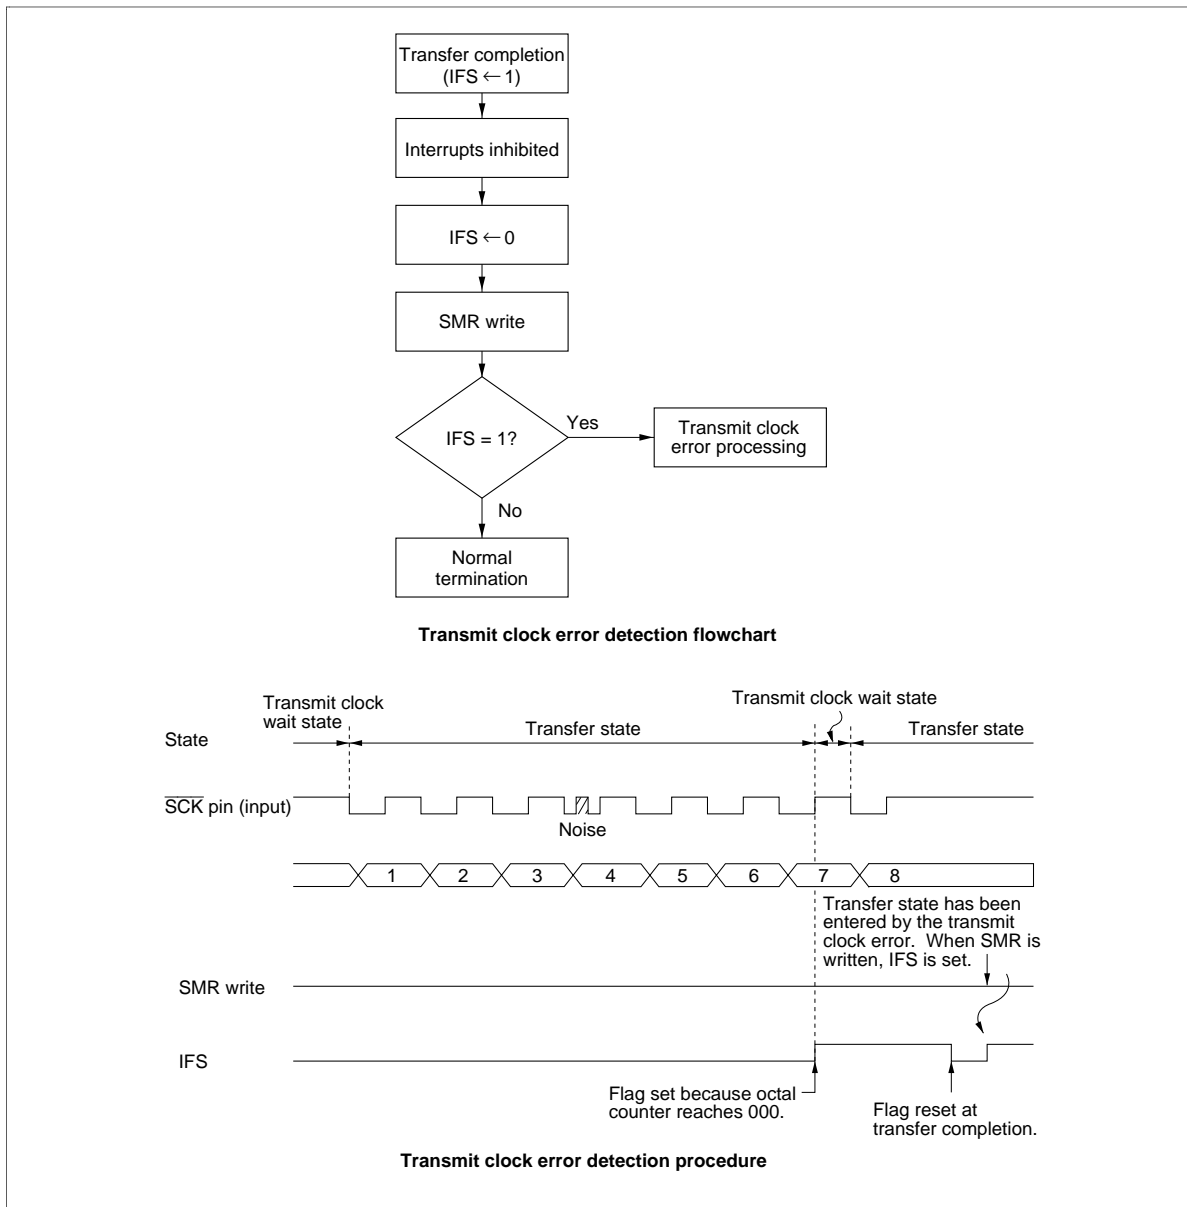 Transfer completion
(IFS ← 1)
Interrupts inhibited
IFS ← 0
SMR write
IFS = 1?
Yes
Transmit clock
error processing
No
Normal
termination
Transmit clock error detection flowchart
Transmit clock
wait state
Transmit clock wait state
State
Transfer state
Transfer state
SCK pin (input)
Noise
1 2 3 4 5 6 7 8
Transfer state has been
entered by the transmit
clock error. When SMR is
written, IFS is set.
SMR write
IFS
Flag set because octal
counter reaches 000.
Flag reset at
transfer completion.
Transmit clock error detection procedure